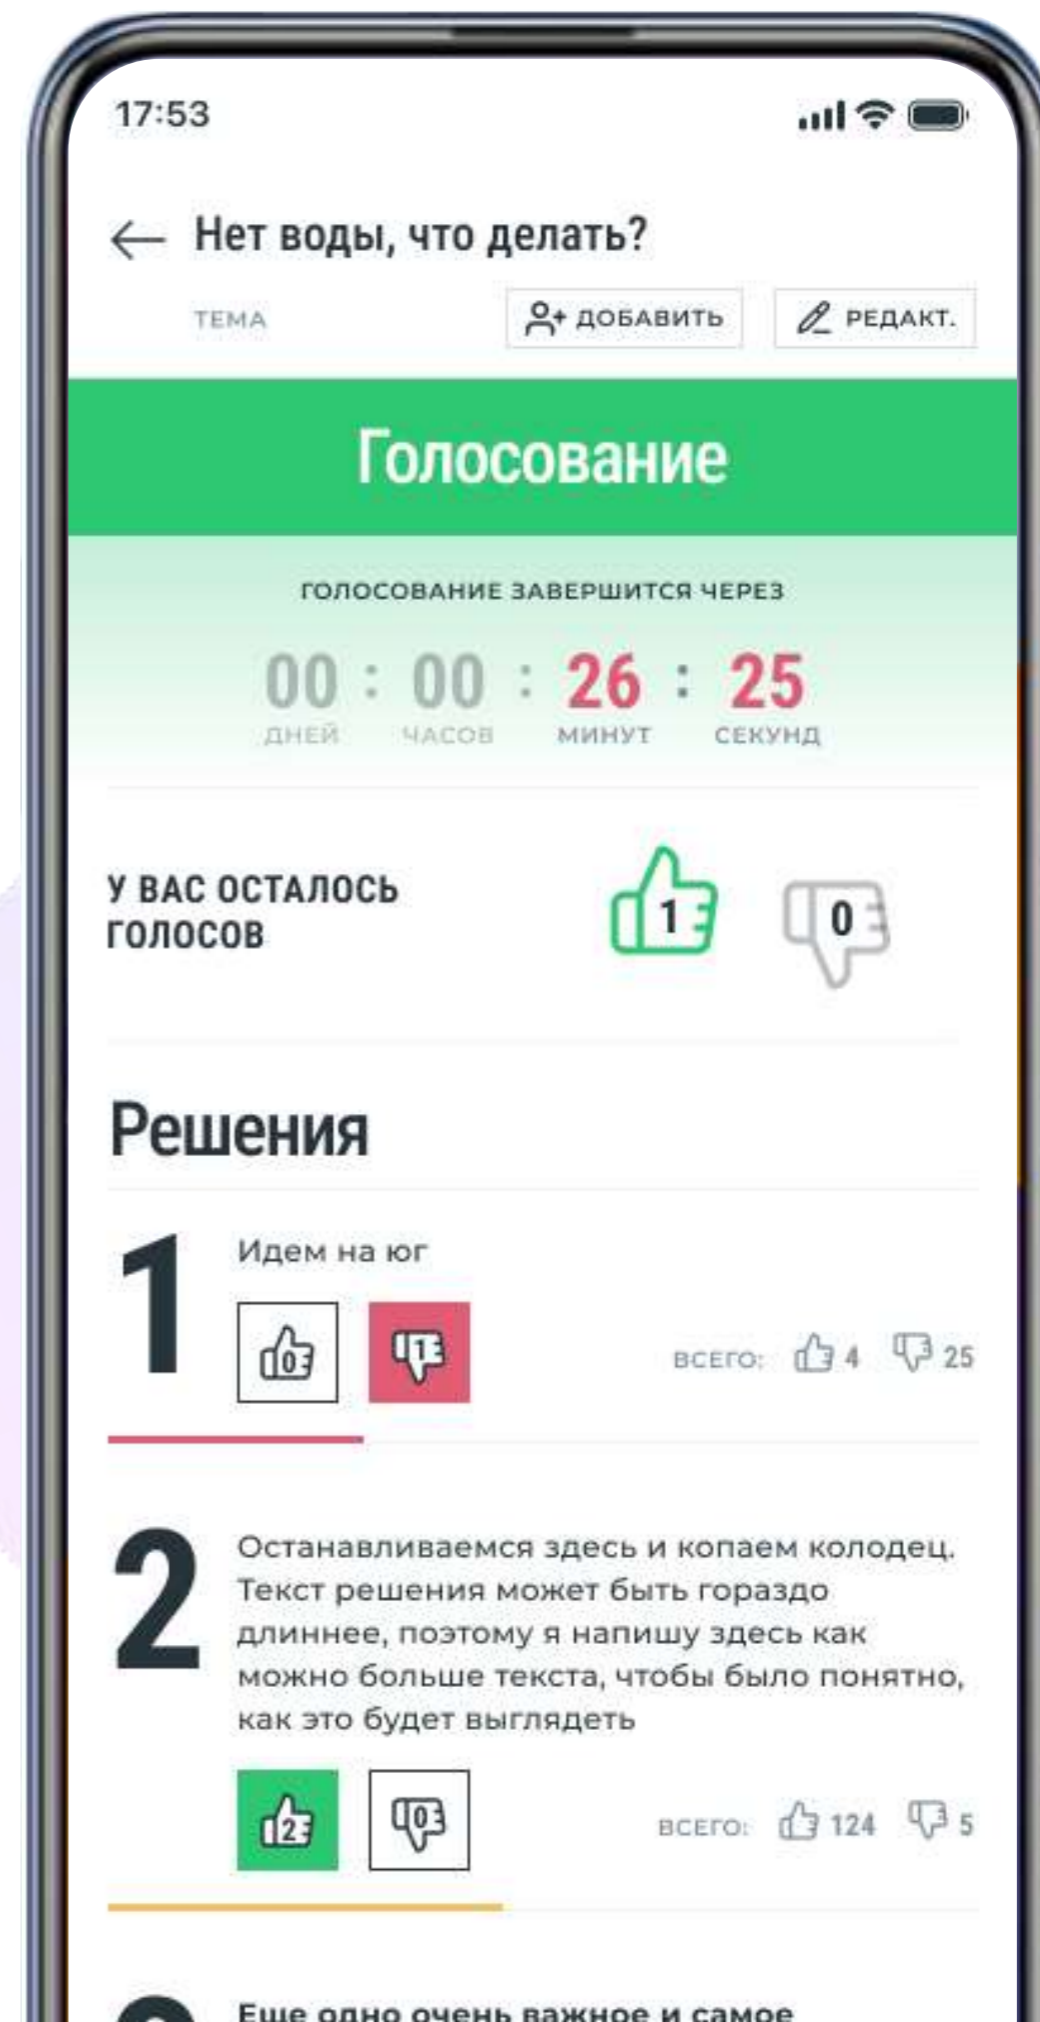 17:53
Нет воды, что делать?
ТЕМА
ДОБАВИТЬ
РЕДАКТ.
Голосование
ГОЛОСОВАНИЕ ЗАВЕРШИТСЯ ЧЕРЕЗ
00 : 00 : 26 : 25
ДНЕЙ ЧАСОВ МИНУТ СЕКУНД
У ВАС ОСТАЛОСЬ
ГОЛОСОВ
1 0
Решения
1
Идем на юг
0 1
ВСЕГО: 4 25
2
Останавливаемся здесь и копаем колодец.
Текст решения может быть гораздо
длиннее, поэтому я напишу здесь как
можно больше текста, чтобы было понятно,
как это будет выглядеть
2 0
ВСЕГО: 124 5
Еще одно очень важное и самое